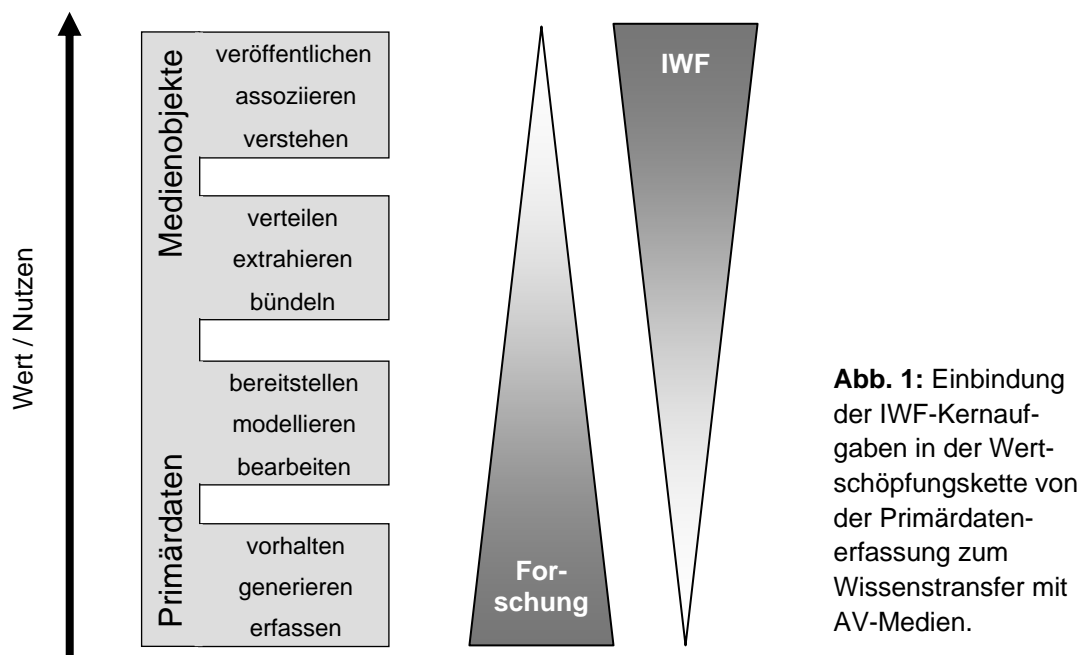 Wert / Nutzen
Medienobjekte
Primärdaten
veröffentlichen
assoziieren
verstehen
verteilen
extrahieren
bündeln
bereitstellen
modellieren
bearbeiten
vorhalten
generieren
erfassen
For-
schung
IWF
Abb. 1: Einbindung
der IWF-Kernauf-
gaben in der Wert-
schöpfungskette von
der Primärdaten-
erfassung zum
Wissenstransfer mit
AV-Medien.